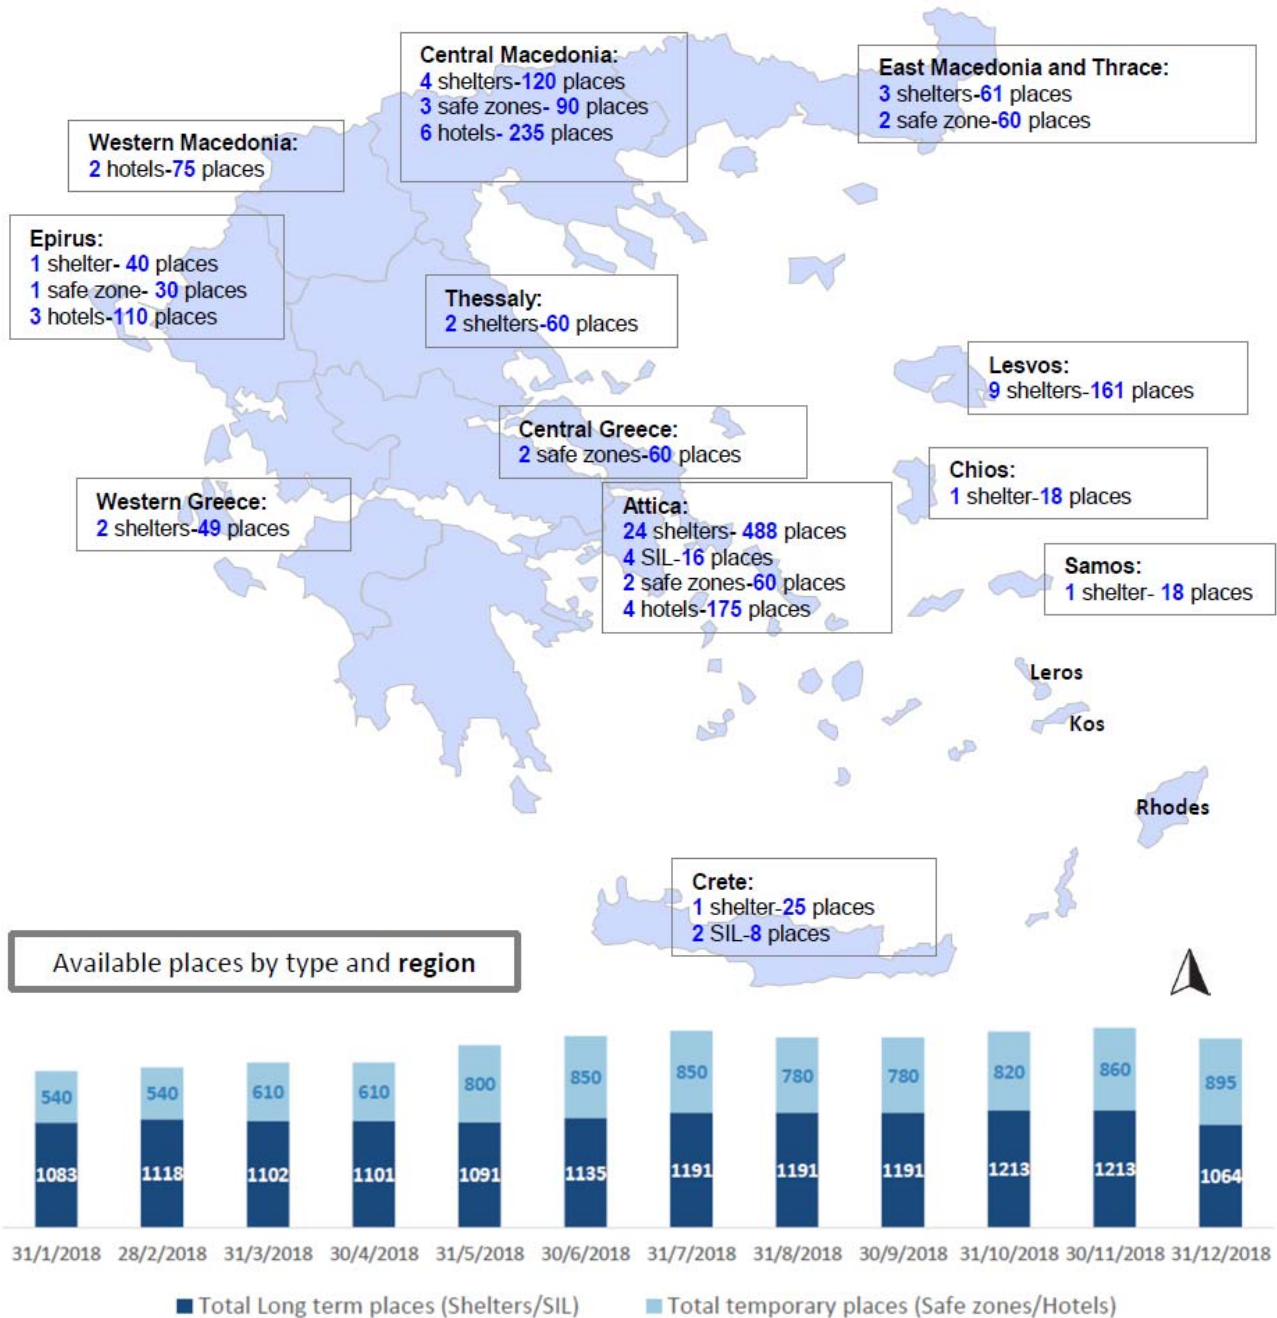 Central Macedonia:
4 shelters-120 places
3 safe zones- 90 places
6 hotels- 235 places
East Macedonia and Thrace:
3 shelters-61 places
2 safe zone-60 places
Western Macedonia:
2 hotels-75 places
Epirus:
1 shelter- 40 places
1 safe zone- 30 places
3 hotels-110 places
Thessaly:
2 shelters-60 places
Lesvos:
9 shelters-161 places
Central Greece:
2 safe zones-60 places
Chios:
1 shelter-18 places
Western Greece:
2 shelters-49 places
Attica:
24 shelters- 488 places
4 SIL-16 places
2 safe zones-60 places
4 hotels-175 places
Samos:
1 shelter- 18 places
Leros
Kos
Rhodes
Crete:
1 shelter-25 places
2 SIL-8 places
Available places by type and region
540 540 610 610 800 850 850 780 780 820 860 895
1083 1118 1102 1101 1091 1135 1191 1191 1191 1213 1213 1064
31/1/2018 28/2/2018 31/3/2018 30/4/2018 31/5/2018 30/6/2018 31/7/2018 31/8/2018 30/9/2018 31/10/2018 30/11/2018 31/12/2018
Total Long term places (Shelters/SIL) Total temporary places (Safe zones/Hotels)